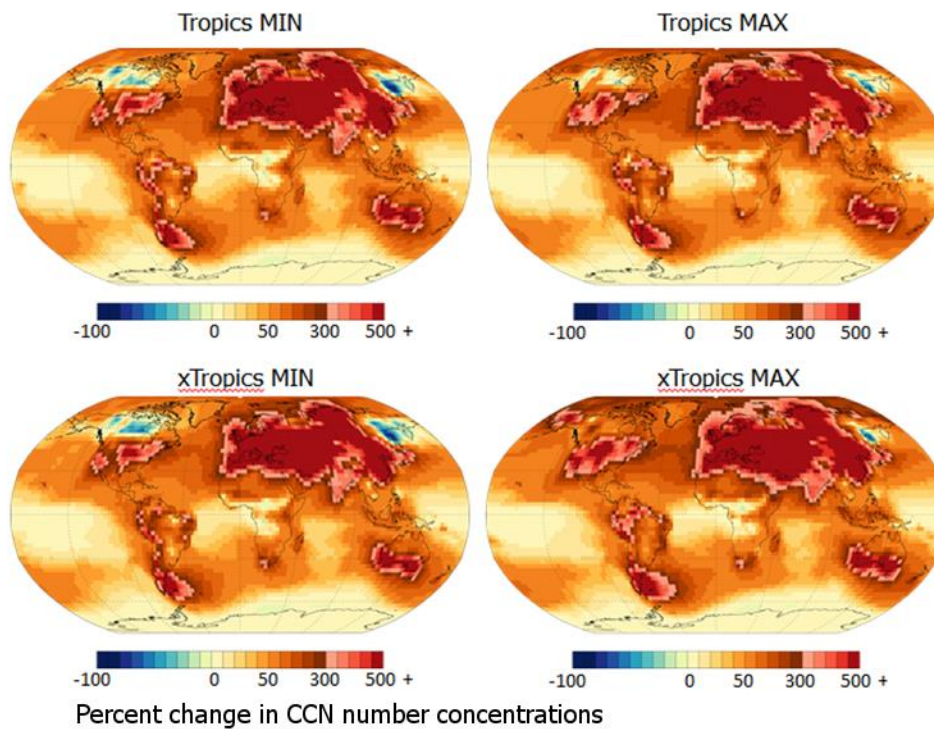 Tropics MIN
Tropics MAX
-100 0 50 300 500 +
-100 0 50 300 500 +
xTropics MIN
xTropics MAX
-100 0 50 300 500 +
-100 0 50 300 500 +
Percent change in CCN number concentrations